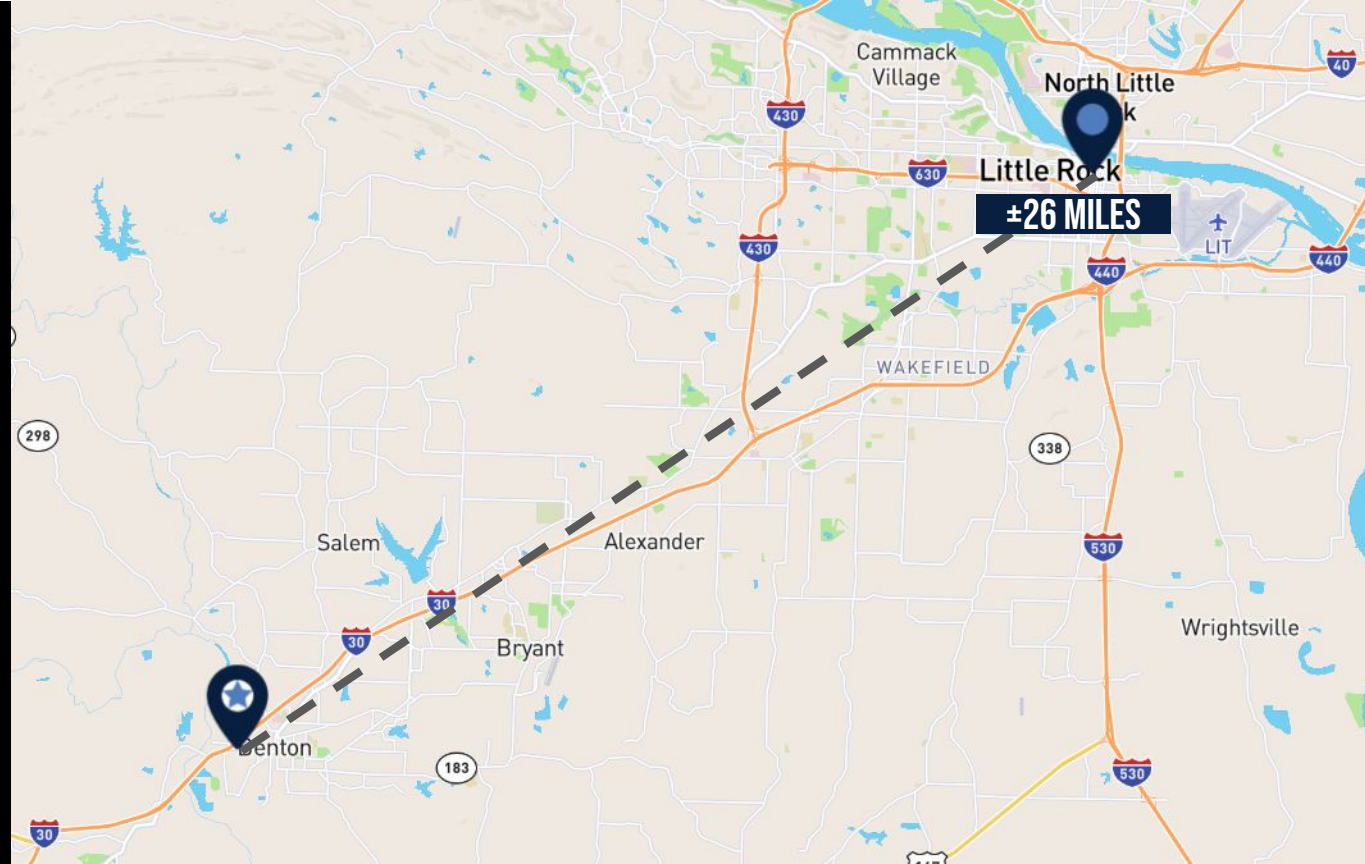 Cammack
Village
40
North Little
k
430
630
Little Rock
±26 MILES
LIT
430
440
440
WAKEFIELD
298
338
Salem
Alexander
530
30
30
Bryant
Wrightsville
Benton
183
530
30